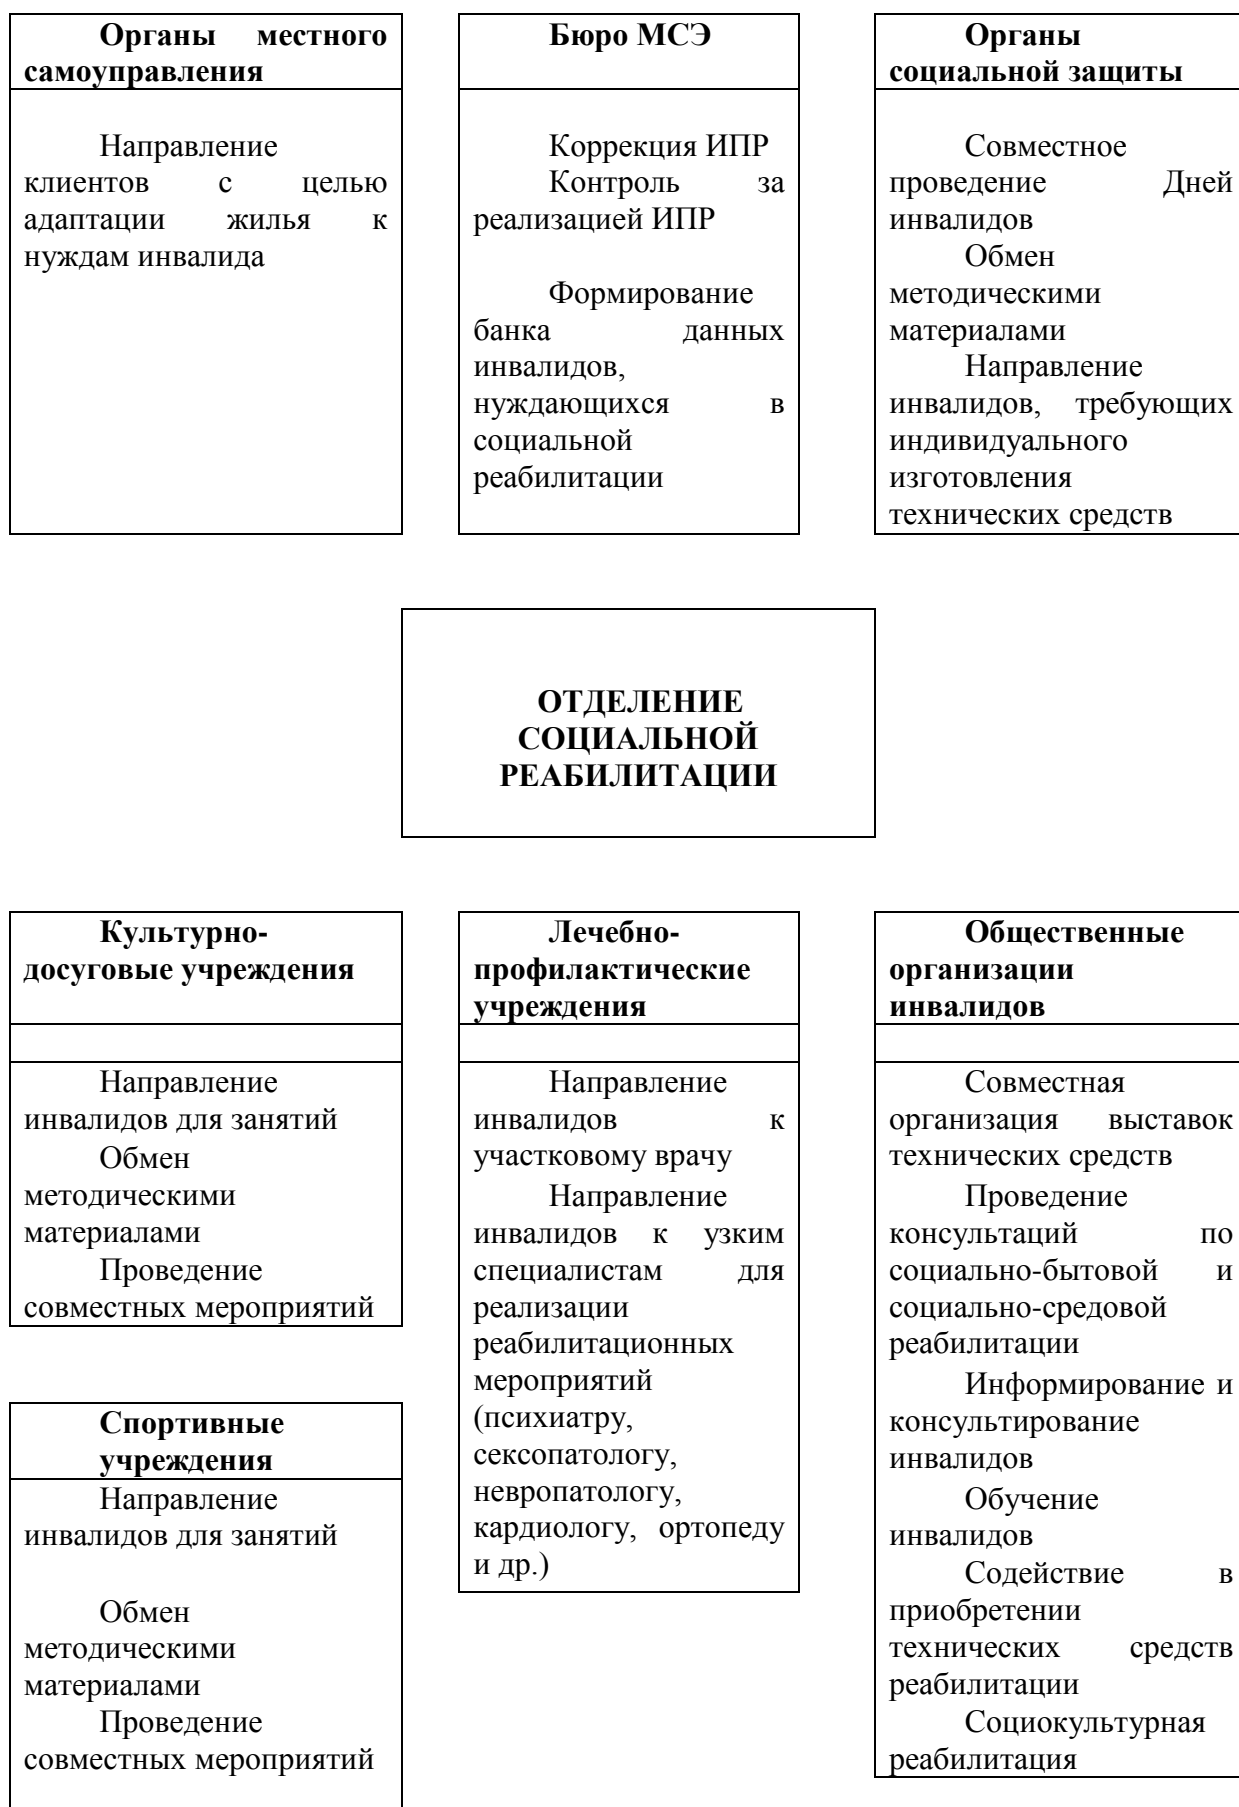 Органы местного
самоуправления
Направление
клиентов с целью
адаптации жилья к
нуждам инвалида
Бюро МСЭ
Коррекция ИПР
Контроль за
реализацией ИПР
Формирование
банка данных
инвалидов,
нуждающихся в
социальной
реабилитации
Органы
социальной защиты
Совместное
проведение Дней
инвалидов
Обмен
методическими
материалами
Направление
инвалидов, требующих
индивидуального
изготовления
технических средств
ОТДЕЛЕНИЕ
СОЦИАЛЬНОЙ
РЕАБИЛИТАЦИИ
Культурно-
досуговые учреждения
Направление
инвалидов для занятий
Обмен
методическими
материалами
Проведение
совместных мероприятий
Спортивные
учреждения
Направление
инвалидов для занятий
Обмен
методическими
материалами
Проведение
совместных мероприятий
Лечебно-
профилактические
учреждения
Направление
инвалидов к
участковому врачу
Направление
инвалидов к узким
специалистам для
реализации
реабилитационных
мероприятий
(психиатру,
сексопатологу,
невропатологу,
кардиологу, ортопеду
и др.)
Общественные
организации
инвалидов
Совместная
организация выставок
технических средств
Проведение
консультаций по
социально-бытовой и
социально-средовой
реабилитации
Информирование и
консультирование
инвалидов
Обучение
инвалидов
Содействие в
приобретении
технических средств
реабилитации
Социокультурная
реабилитация